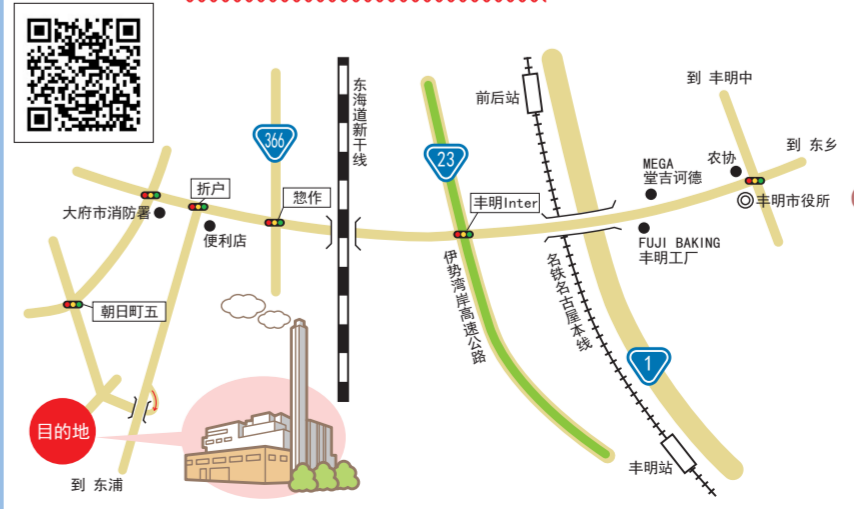 到 丰明中
前后站
东海道新干线
366
23
农协
到 东乡
MEGA
堂吉诃德
折户
惣作
丰明Inter
丰明市役所
大府市消防署
便利店
FUJI BAKING
丰明工厂
伊势湾岸高速公路
名铁名古屋本线
朝日町五
1
目的地
丰明站
到 东浦